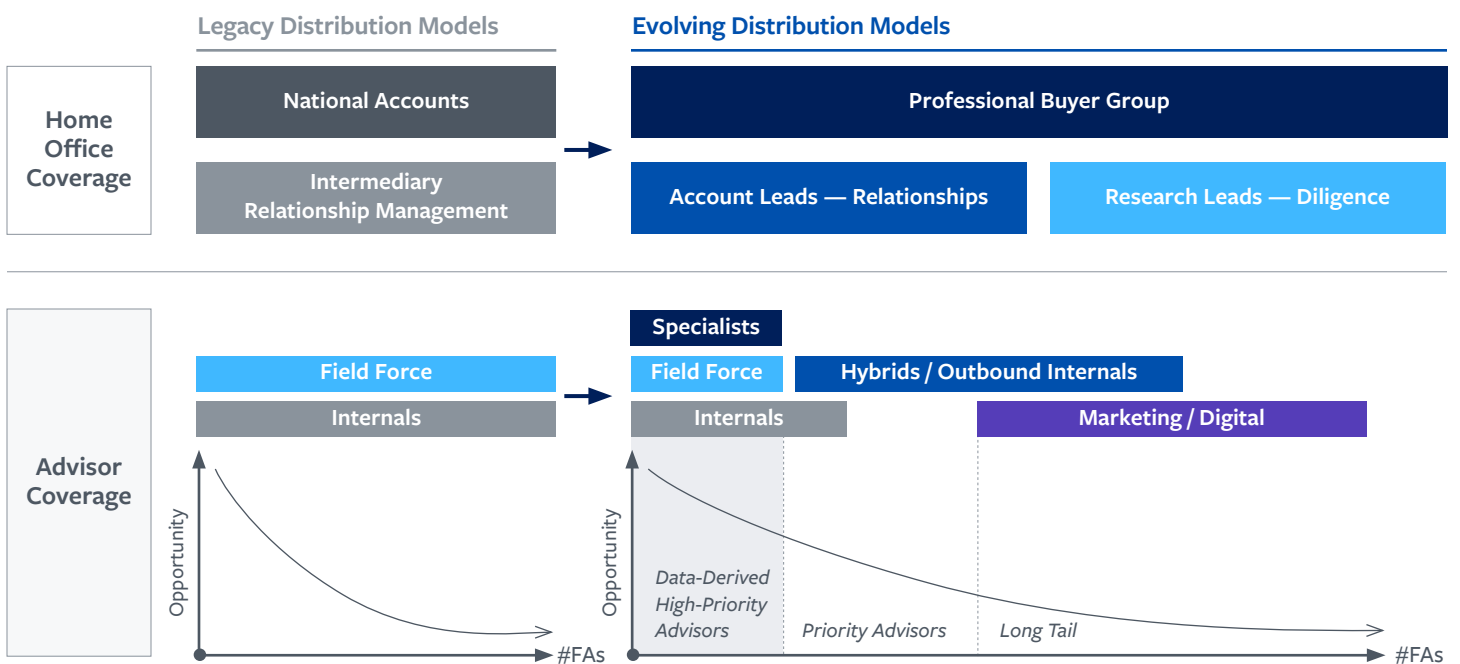 Legacy Distribution Models
Evolving Distribution Models
Home
Office
Coverage
National Accounts
Professional Buyer Group
Intermediary
Relationship Management
Account Leads — Relationships
Research Leads — Diligence
Advisor
Coverage
Field Force
Internals
Opportunity
#FAs
Specialists
Field Force
Hybrids / Outbound Internals
Internals
Marketing / Digital
Opportunity
Data-Derived
High-Priority
Advisors
Priority Advisors
Long Tail
#FAs